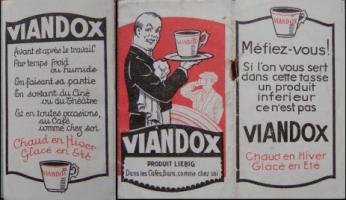 VIANDOX
Avant et après le travail
Par temps froid
ou humide
En faisant sa partie
En sortant du Ciné
ou du Théâtre
Et en toutes occasions,
au Café
comme chez soi
Chaud en Hiver
Glacé en Eté
VIANDOX
VIANDOX
VIANDOX
PRODUIT LIEBIG
Dans les Cafés, Bars, comme chez soi
VIANDOX
Méfiez-vous!
Si l'on vous sert
dans cette tasse
un produit
inférieur
ce n'est pas
VIANDOX
Chaud en Hiver
Glacé en Eté